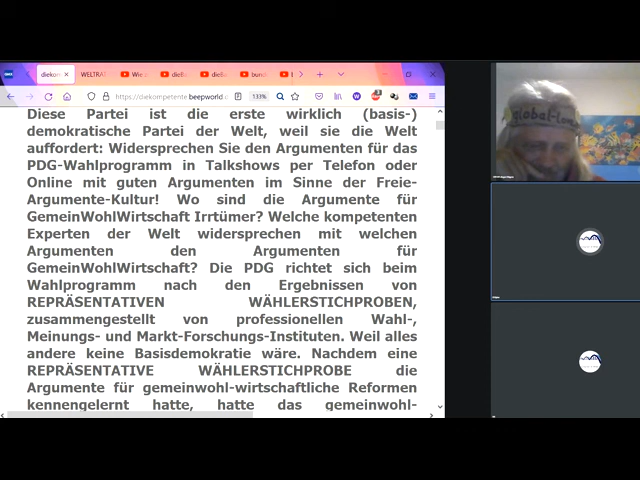 diekom
WELTRAT
133%
https://diekompetente.beepworld.d
Diese Partei ist die erste wirklich (basis-)
demokratische Partei der Welt, weil sie die Welt
auffordert: Widersprechen Sie den Argumenten für das
PDG-Wahlprogramm in Talkshows per Telefon oder
Online mit guten Argumenten im Sinne der Freie-
Argumente-Kultur! Wo sind die Argumente für
GemeinWohlWirtschaft Irrtümer? Welche kompetenten
Experten der Welt widersprechen mit welchen
Argumenten den Argumenten für
GemeinWohlWirtschaft? Die PDG richtet sich beim
Wahlprogramm nach den Ergebnissen von
REPRÄSENTATIVEN WÄHLERSTICHPROBEN,
zusammengestellt von professionellen Wahl-,
Meinungs- und Markt-Forschungs-Instituten. Weil alles
andere keine Basisdemokratie wäre. Nachdem eine
REPRÄSENTATIVE WÄHLERSTICHPROBE die
Argumente für gemeinwohl-wirtschaftliche Reformen
kennengelernt hatte, hatte das gemeinwohl-
global-lov